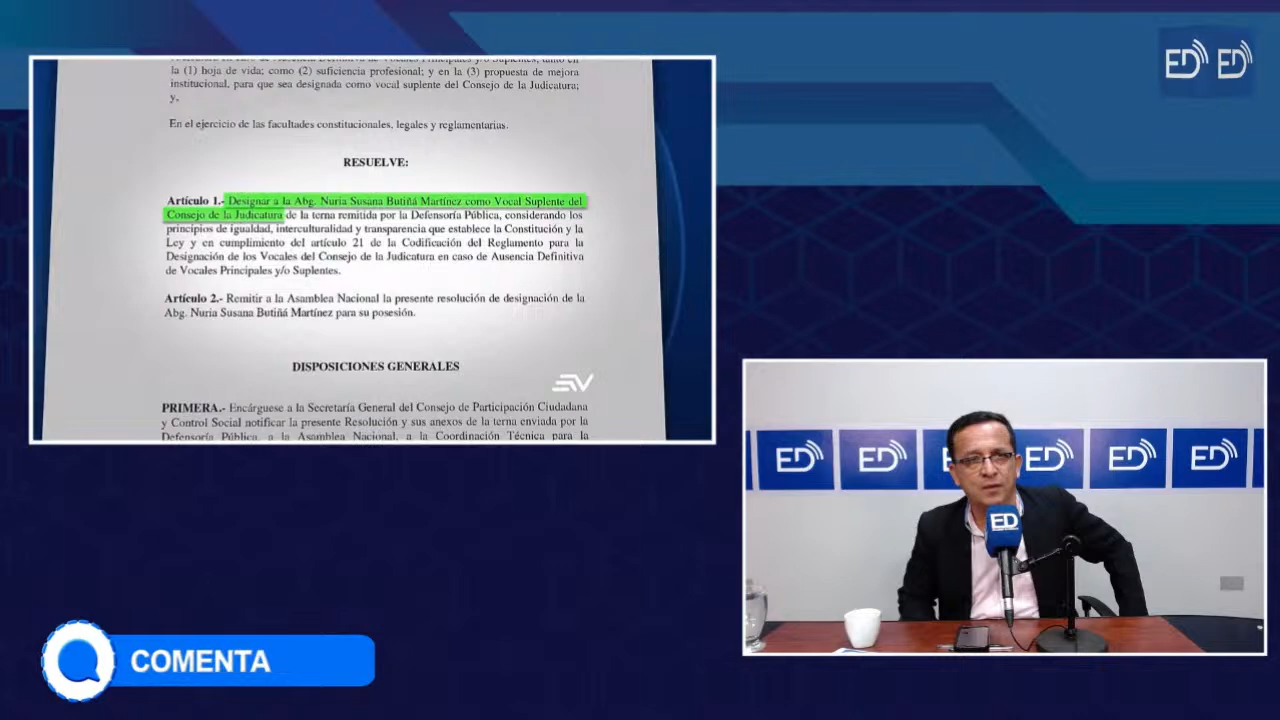 la (1) hoja de vida; como (2) suficiencia profesional; y en la (3) propuesta de mejora
institucional, para que sea designada como vocal suplente del Consejo de la Judicatura;
y,
En el ejercicio de las facultades constitucionales, legales y reglamentarias.
RESUELVE:
Artículo 1.- Designar a la Abg. Nuria Susana Butiñá Martínez como Vocal Suplente del
Consejo de la Judicatura de la terna remitida por la Defensoría Pública, considerando los
principios de igualdad, interculturalidad y transparencia que establece la Constitución y la
Ley y en cumplimiento del artículo 21 de la Codificación del Reglamento para la
Designación de los Vocales del Consejo de la Judicatura en caso de Ausencia Definitiva
de Vocales Principales y/o Suplentes.
Artículo 2.- Remitir a la Asamblea Nacional la presente resolución de designación de la
Abg. Nuria Susana Butiñá Martínez para su posesión.
DISPOSICIONES GENERALES
PRIMERA.- Encárguese a la Secretaría General del Consejo de Participación Ciudadana
y Control Social notificar la presente Resolución y sus anexos de la terna enviada por la
Defensoría Pública, a la Asamblea Nacional, a la Coordinación Técnica para la
ED ED
ED ED ED ED ED
ED
COMENTA